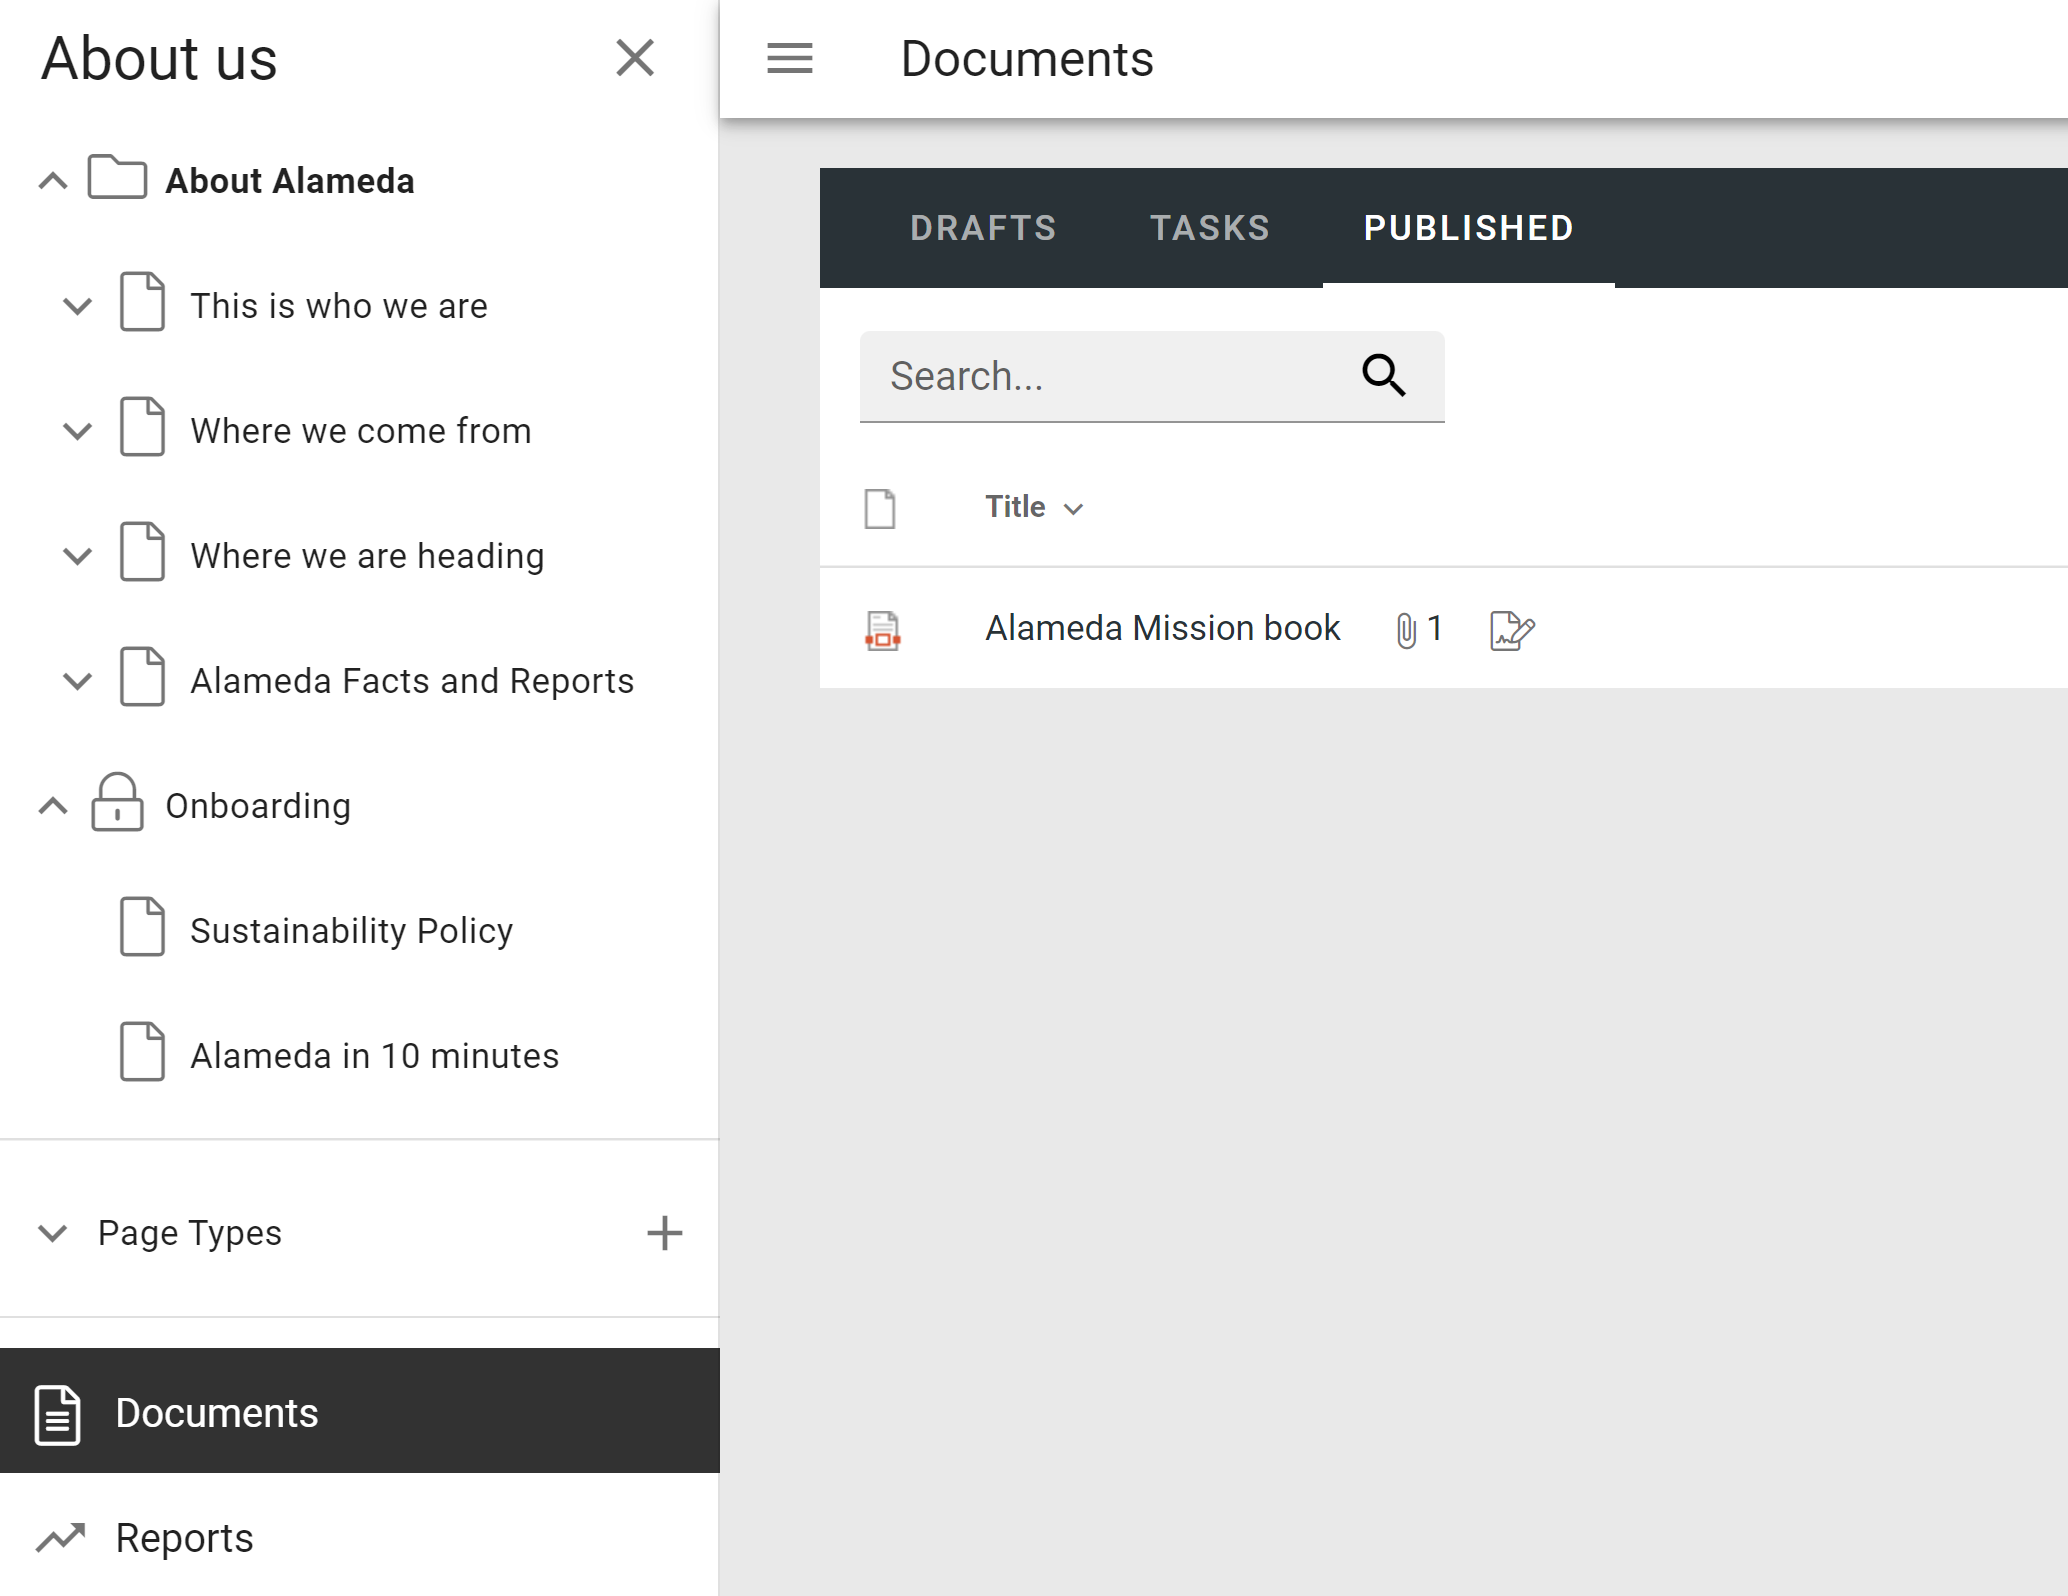 About us
About Alameda
This is who we are
Where we come from
Where we are heading
Alameda Facts and Reports
Onboarding
Sustainability Policy
Alameda in 10 minutes
Page Types
Documents
Reports
Documents
DRAFTS TASKS PUBLISHED
Search...
Title
Alameda Mission book 1